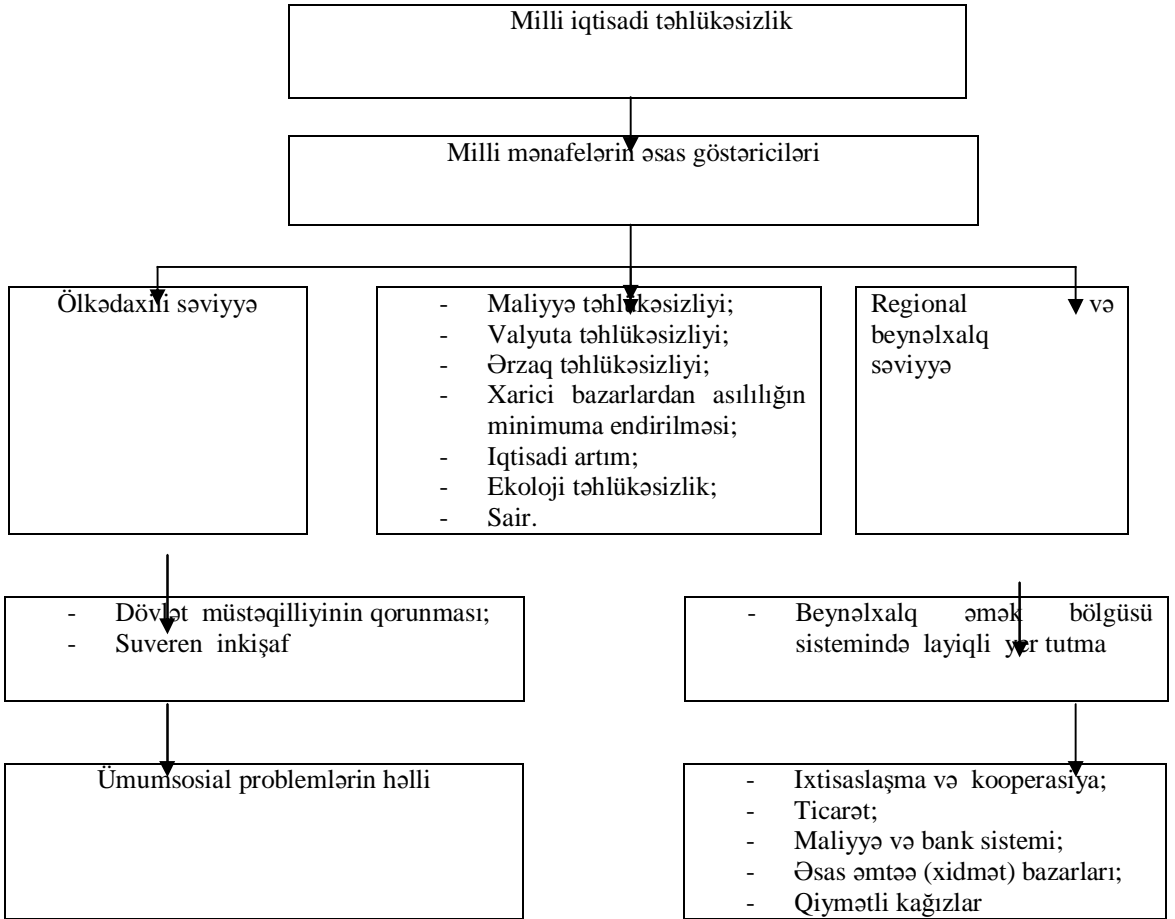 Milli iqtisadi təhlükəsizlik
Milli mənafelərin əsas göstəriciləri
Ölkədaxili səviyyə
- Maliyyə təhlükəsizliyi;
- Valyuta təhlükəsizliyi;
- Ərzaq təhlükəsizliyi;
- Xarici bazarlardan asılılığın
minimuma endirilməsi;
- Iqtisadi artım;
- Ekoloji təhlükəsizlik;
- Sair.
Regional və
beynəlxalq
səviyyə
- Dövlət müstəqilliyinin qorunması;
- Suveren inkişaf
- Beynəlxalq əmək bölgüsü
sistemində layiqli yer tutma
Ümumsosial problemlərin həlli
- Ixtisaslaşma və kooperasiya;
- Ticarət;
- Maliyyə və bank sistemi;
- Əsas əmtəə (xidmət) bazarları;
- Qiymətli kağızlar